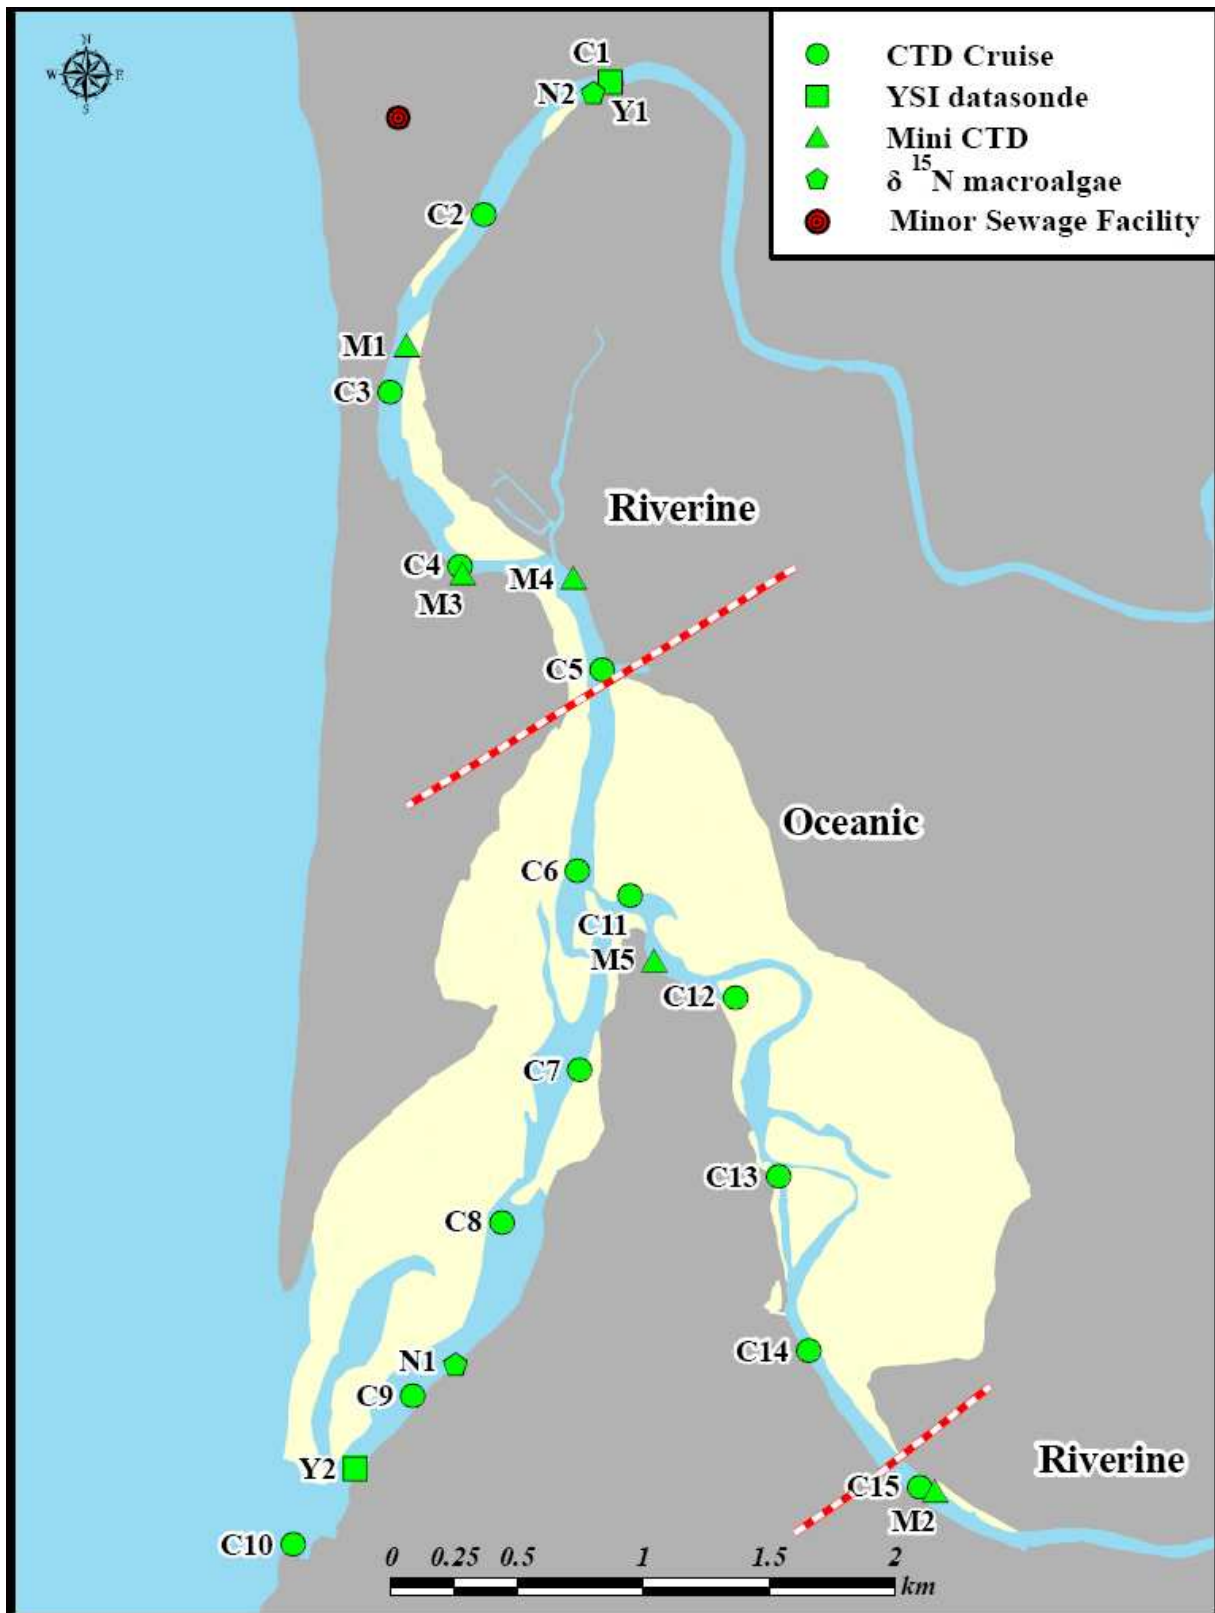 N
W E
S
CTD Cruise
YSI datasonde
Mini CTD
δ 15N macroalgae
Minor Sewage Facility
C1
N2
Y1
C2
M1
C3
Riverine
C4
M3
M4
C5
Oceanic
C6
C11
M5
C12
C7
C13
C8
C14
N1
C9
Riverine
Y2
C15
M2
C10
0 0.25 0.5 1 1.5 2
km